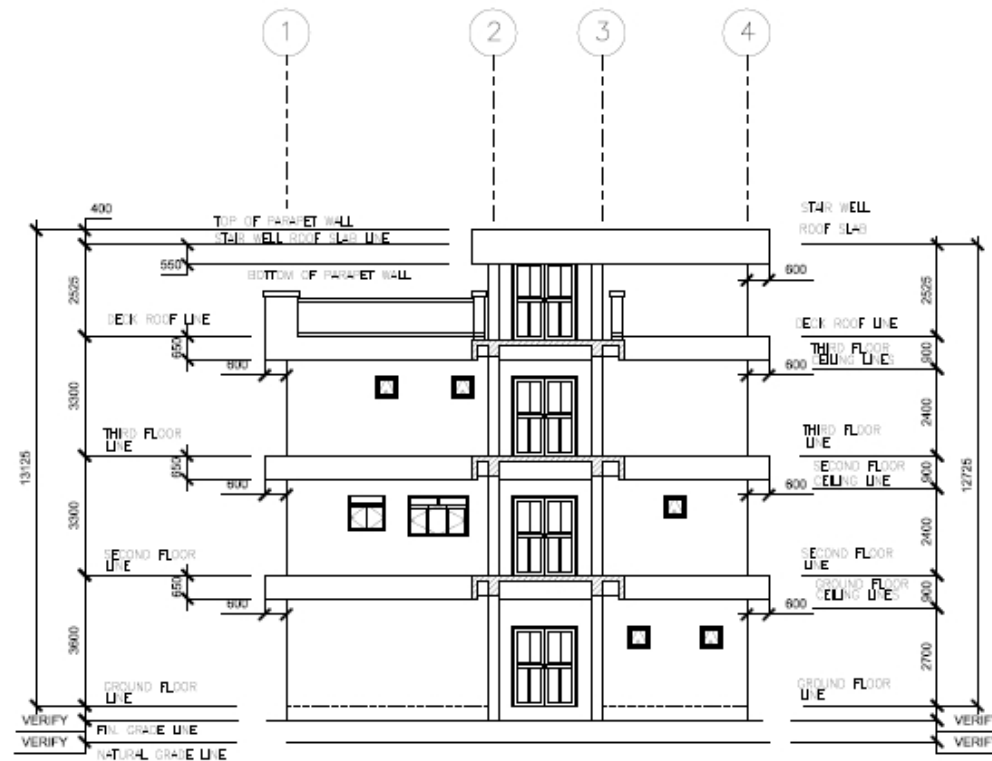 1 2 3 4
400
TOP OF PARAPET WALL
STAIR WELL ROOF SLAB LINE
550
BOTTOM OF PARAPET WALL
STAIR WELL
ROOF SLAB
600
2525
2525
DECK ROOF LINE
DECK ROOF LINE
650
600
THIRD FLOOR
CEILING LINES
900
600
3300
2400
THIRD FLOOR
LINE
THIRD FLOOR
LINE
13125
12725
650
600
SECOND FLOOR
CEILING LINE
900
600
3300
2400
SECOND FLOOR
LINE
SECOND FLOOR
LINE
650
600
GROUND FLOOR
CEILING LINES
900
600
3600
2700
GROUND FLOOR
LINE
GROUND FLOOR
LINE
VERIFY
VERIFY
FIN. GRADE LINE
VERIFY
VERIFY
NATURAL GRADE LINE